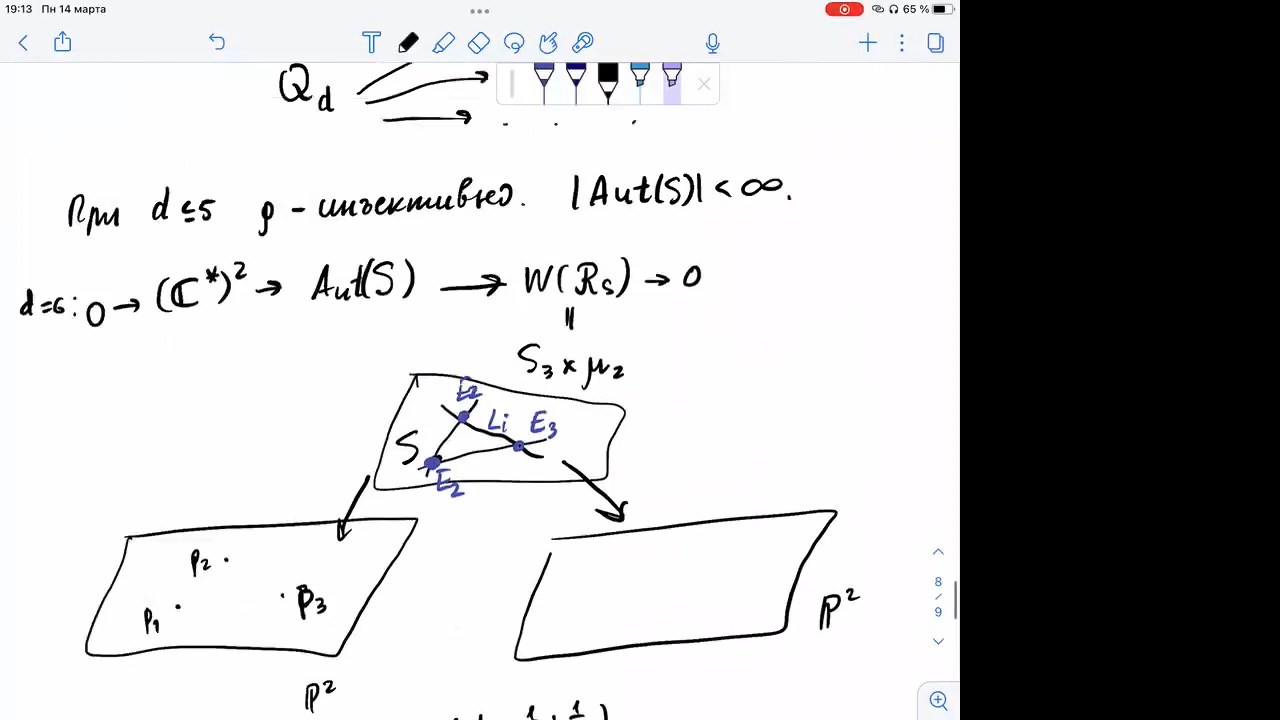 19:13 Пн 14 марта
65 %
Q_d
При d ≤ 5 ρ - инъективно. |Aut(S)| < ∞.
d=6: 0 → (ℂ*)² → Aut(S) → W(R_S) → 0
||
S₃ × μ₂
E₂ L_i E₃
S
E₂
p₂
p₁ p₃
ℙ²
ℙ²
8
/
9